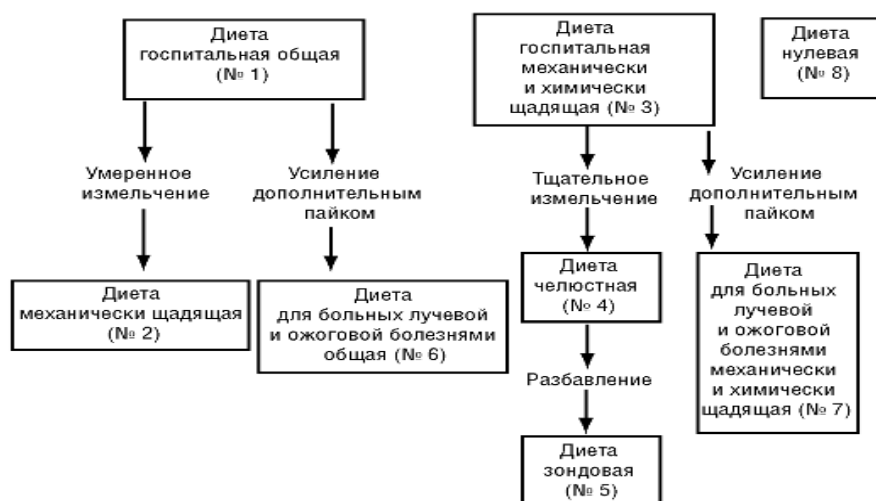 Диета
госпитальная общая
(№ 1)
Диета
госпитальная
механически
и химически
щадящая (№ 3)
Диета
нулевая
(№ 8)
Умеренное
измельчение
Усиление
дополнительным
пайком
Тщательное
измельчение
Усиление
дополнительным
пайком
Диета
механически щадящая
(№ 2)
Диета
для больных лучевой
и ожоговой болезнями
общая (№ 6)
Диета
челюстная
(№ 4)
Диета
для больных
лучевой
и ожоговой
болезнями
механически
и химически
щадящая (№ 7)
Разбавление
Диета
зондовая
(№ 5)